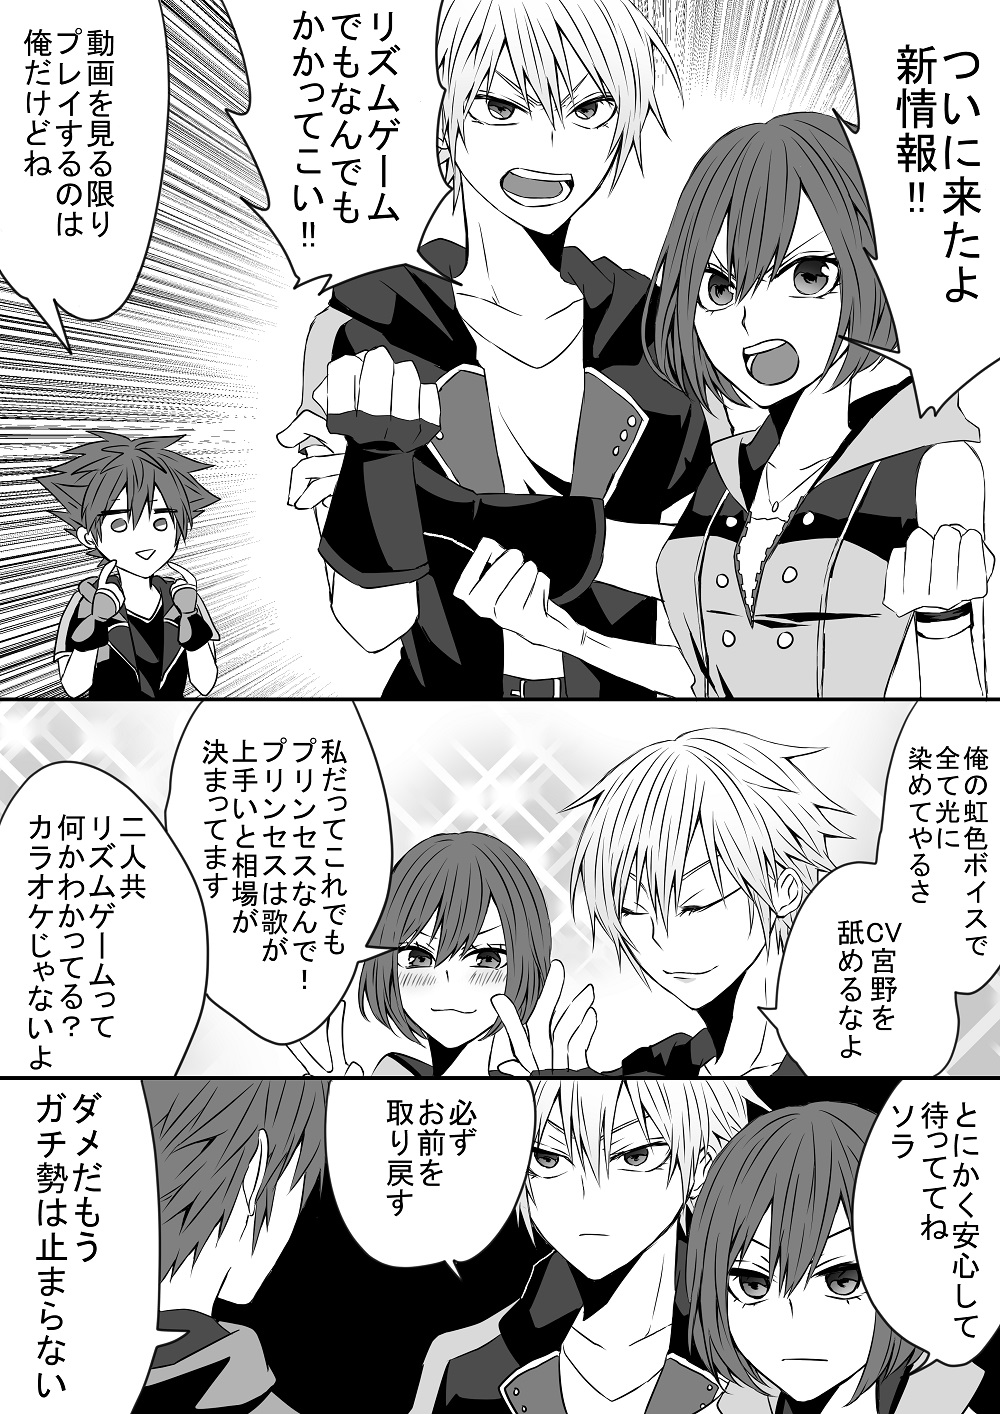 ついに来たよ
新情報!!
リズムゲーム
でもなんでも
かかってこい!!
動画を見る限り
プレイするのは
俺だけどね
俺の虹色ボイスで
全て光に
染めてやるさ
CV宮野を
舐めるなよ
私だってこれでも
プリンセスなんで!
プリンセスは歌が
上手いと相場が
決まってます
二人共
リズムゲームって
何かわかってる?
カラオケじゃないよ
とにかく安心して
待っててね
ソラ
必ず
お前を
取り戻す
ダメだもう
ガチ勢は止まらない